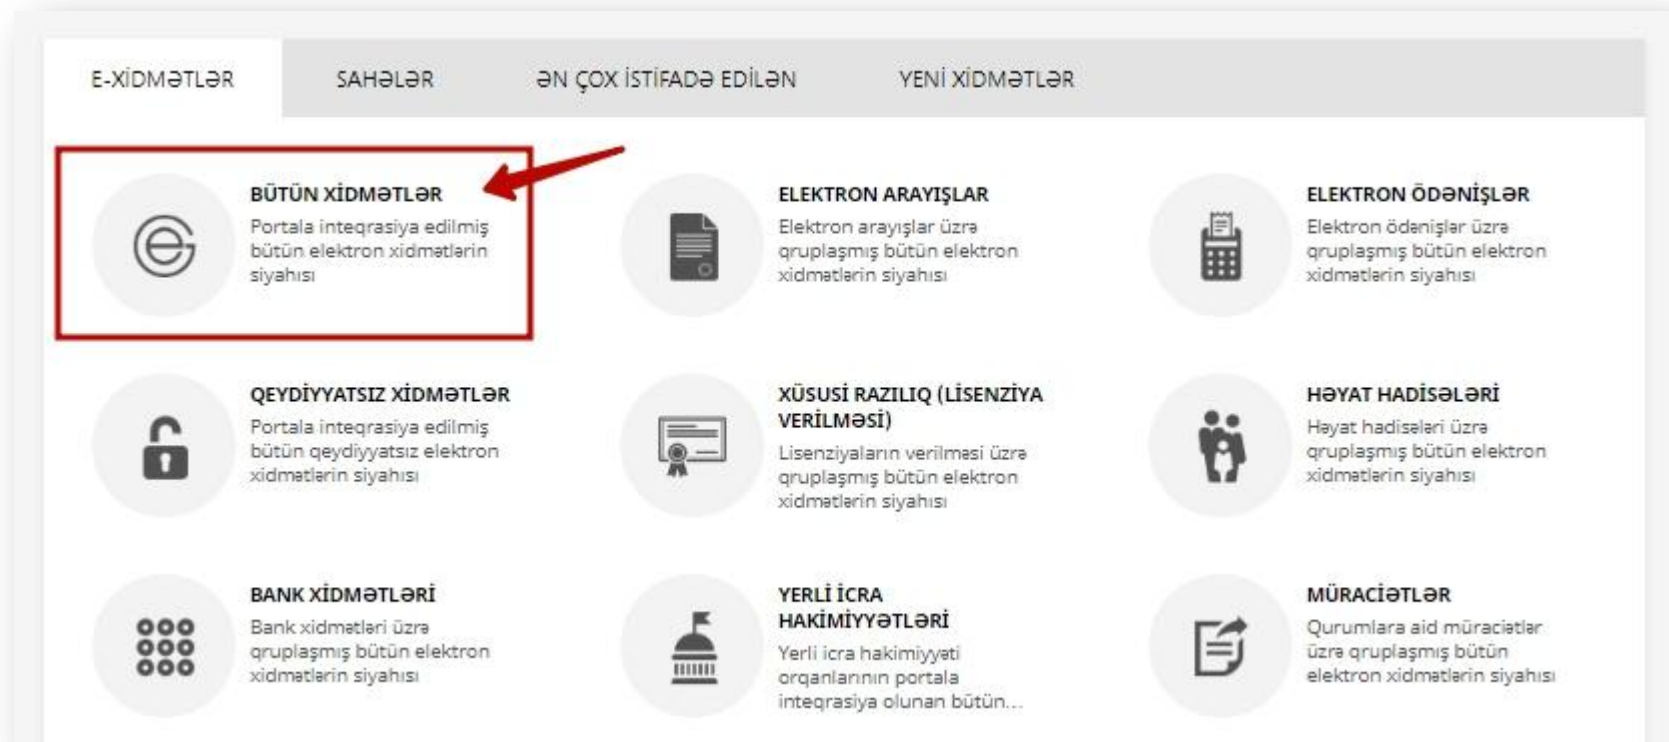 E-XİDMƏTLƏR
SAHƏLƏR
ƏN ÇOX İSTİFADƏ EDİLƏN
YENİ XİDMƏTLƏR
BÜTÜN XİDMƏTLƏR
Portala inteqrasiya edilmiş
bütün elektron xidmətlərin
siyahısı
ELEKTRON ARAYIŞLAR
Elektron arayışlar üzrə
qruplaşmış bütün elektron
xidmətlərin siyahısı
ELEKTRON ÖDƏNİŞLƏR
Elektron ödənişlər üzrə
qruplaşmış bütün elektron
xidmətlərin siyahısı
QEYDİYYATSIZ XİDMƏTLƏR
Portala inteqrasiya edilmiş
bütün qeydiyyatsız elektron
xidmətlərin siyahısı
XÜSUSİ RAZILIQ (LİSENZİYA
VERİLMƏSİ)
Lisenziyaların verilməsi üzrə
qruplaşmış bütün elektron
xidmətlərin siyahısı
HƏYAT HADİSƏLƏRİ
Həyat hadisələri üzrə
qruplaşmış bütün elektron
xidmətlərin siyahısı
BANK XİDMƏTLƏRİ
Bank xidmətləri üzrə
qruplaşmış bütün elektron
xidmətlərin siyahısı
YERLİ İCRA
HAKİMİYYƏTLƏRİ
Yerli icra hakimiyyəti
orqanlarının portala
inteqrasiya olunan bütün...
MÜRACİƏTLƏR
Qurumlara aid müraciətlər
üzrə qruplaşmış bütün
elektron xidmətlərin siyahısı